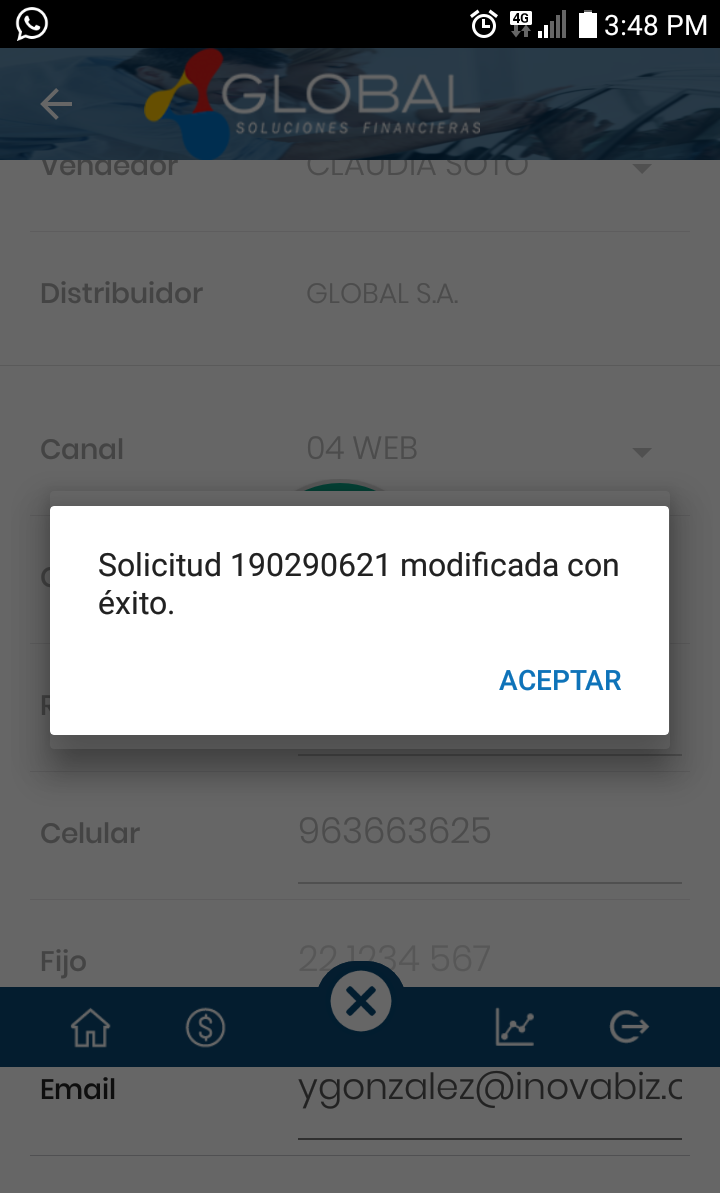 4G
3:48 PM
GLOBAL
SOLUCIONES FINANCIERAS
Vendedor CLAUDIA SOTO
Distribuidor GLOBAL S.A.
Canal 04 WEB
Solicitud 190290621 modificada con
éxito.
ACEPTAR
Celular 963663625
Fijo 22 1234 567
Email ygonzalez@inovabiz.c